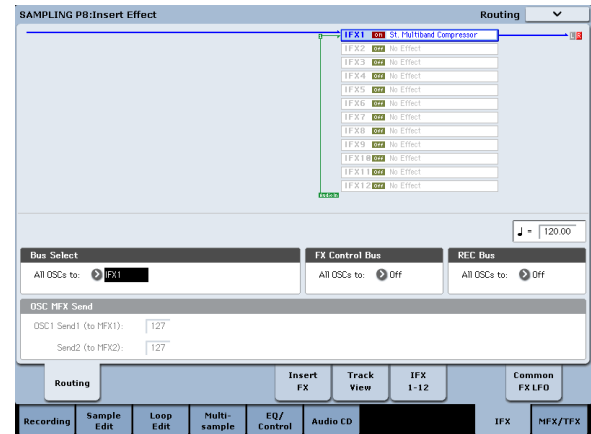 SAMPLING P8:Insert Effect
Routing
IFX1 ON St. Multiband Compressor
L R
IFX2 OFF No Effect
IFX3 OFF No Effect
IFX4 OFF No Effect
IFX5 OFF No Effect
IFX6 OFF No Effect
IFX7 OFF No Effect
IFX8 OFF No Effect
IFX9 OFF No Effect
IFX10 OFF No Effect
IFX11 OFF No Effect
IFX12 OFF No Effect
♩ = 120.00
Bus Select
FX Control Bus
REC Bus
All OSCs to: IFX1
All OSCs to: Off
All OSCs to: Off
OSC MFX Send
OSC1 Send1 (to MFX1): 127
Send2 (to MFX2): 127
Routing
Insert FX
Track View
IFX 1-12
Common FX LFO
Recording
Sample Edit
Loop Edit
Multi-sample
EQ/Control
Audio CD
IFX
MFX/TFX